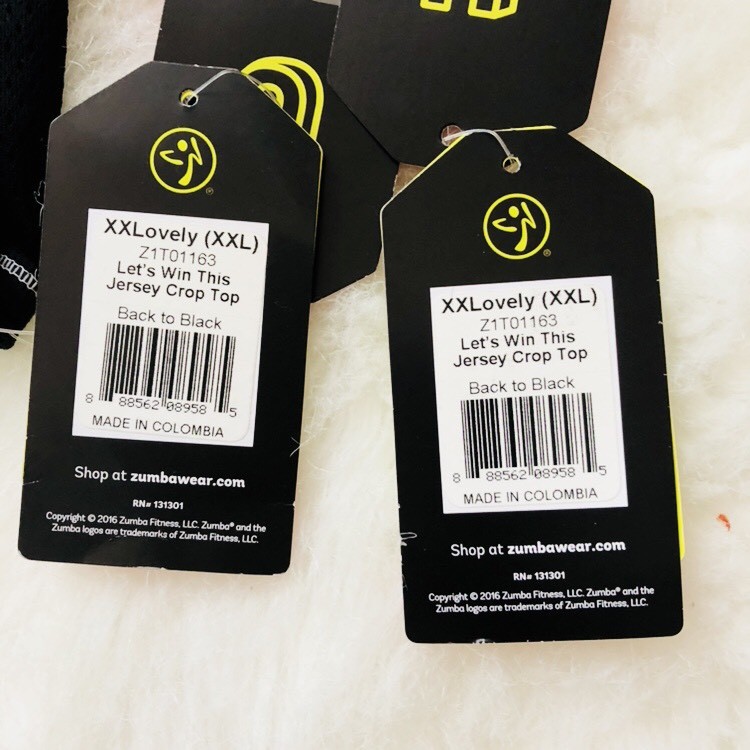 XXLovely (XXL)
Z1T01163
Let's Win This
Jersey Crop Top
Back to Black
8 88562 08958 5
MADE IN COLOMBIA
Shop at zumbawear.com
RN# 131301
Copyright © 2016 Zumba Fitness, LLC. Zumba® and the
Zumba logos are trademarks of Zumba Fitness, LLC.
XXLovely (XXL)
Z1T01163
Let's Win This
Jersey Crop Top
Back to Black
8 88562 08958 5
MADE IN COLOMBIA
Shop at zumbawear.com
RN# 131301
Copyright © 2016 Zumba Fitness, LLC. Zumba® and the
Zumba logos are trademarks of Zumba Fitness, LLC.